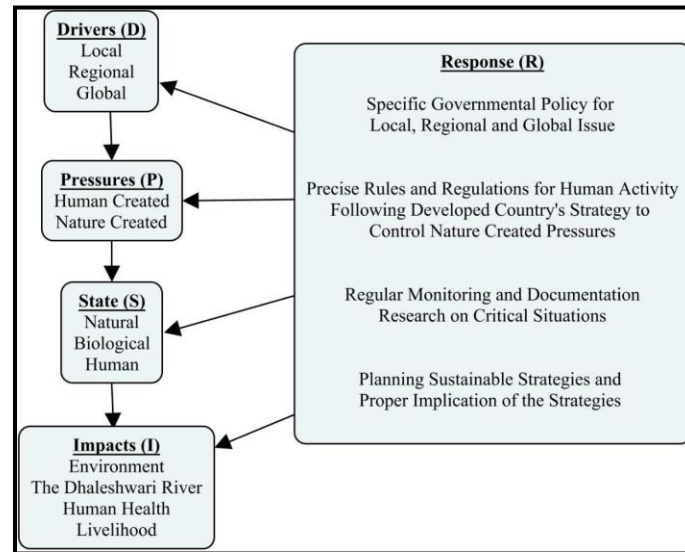 Drivers (D)
Local
Regional
Global
Pressures (P)
Human Created
Nature Created
State (S)
Natural
Biological
Human
Impacts (I)
Environment
The Dhaleshwari River
Human Health
Livelihood
Response (R)
Specific Governmental Policy for
Local, Regional and Global Issue
Precise Rules and Regulations for Human Activity
Following Developed Country's Strategy to
Control Nature Created Pressures
Regular Monitoring and Documentation
Research on Critical Situations
Planning Sustainable Strategies and
Proper Implication of the Strategies